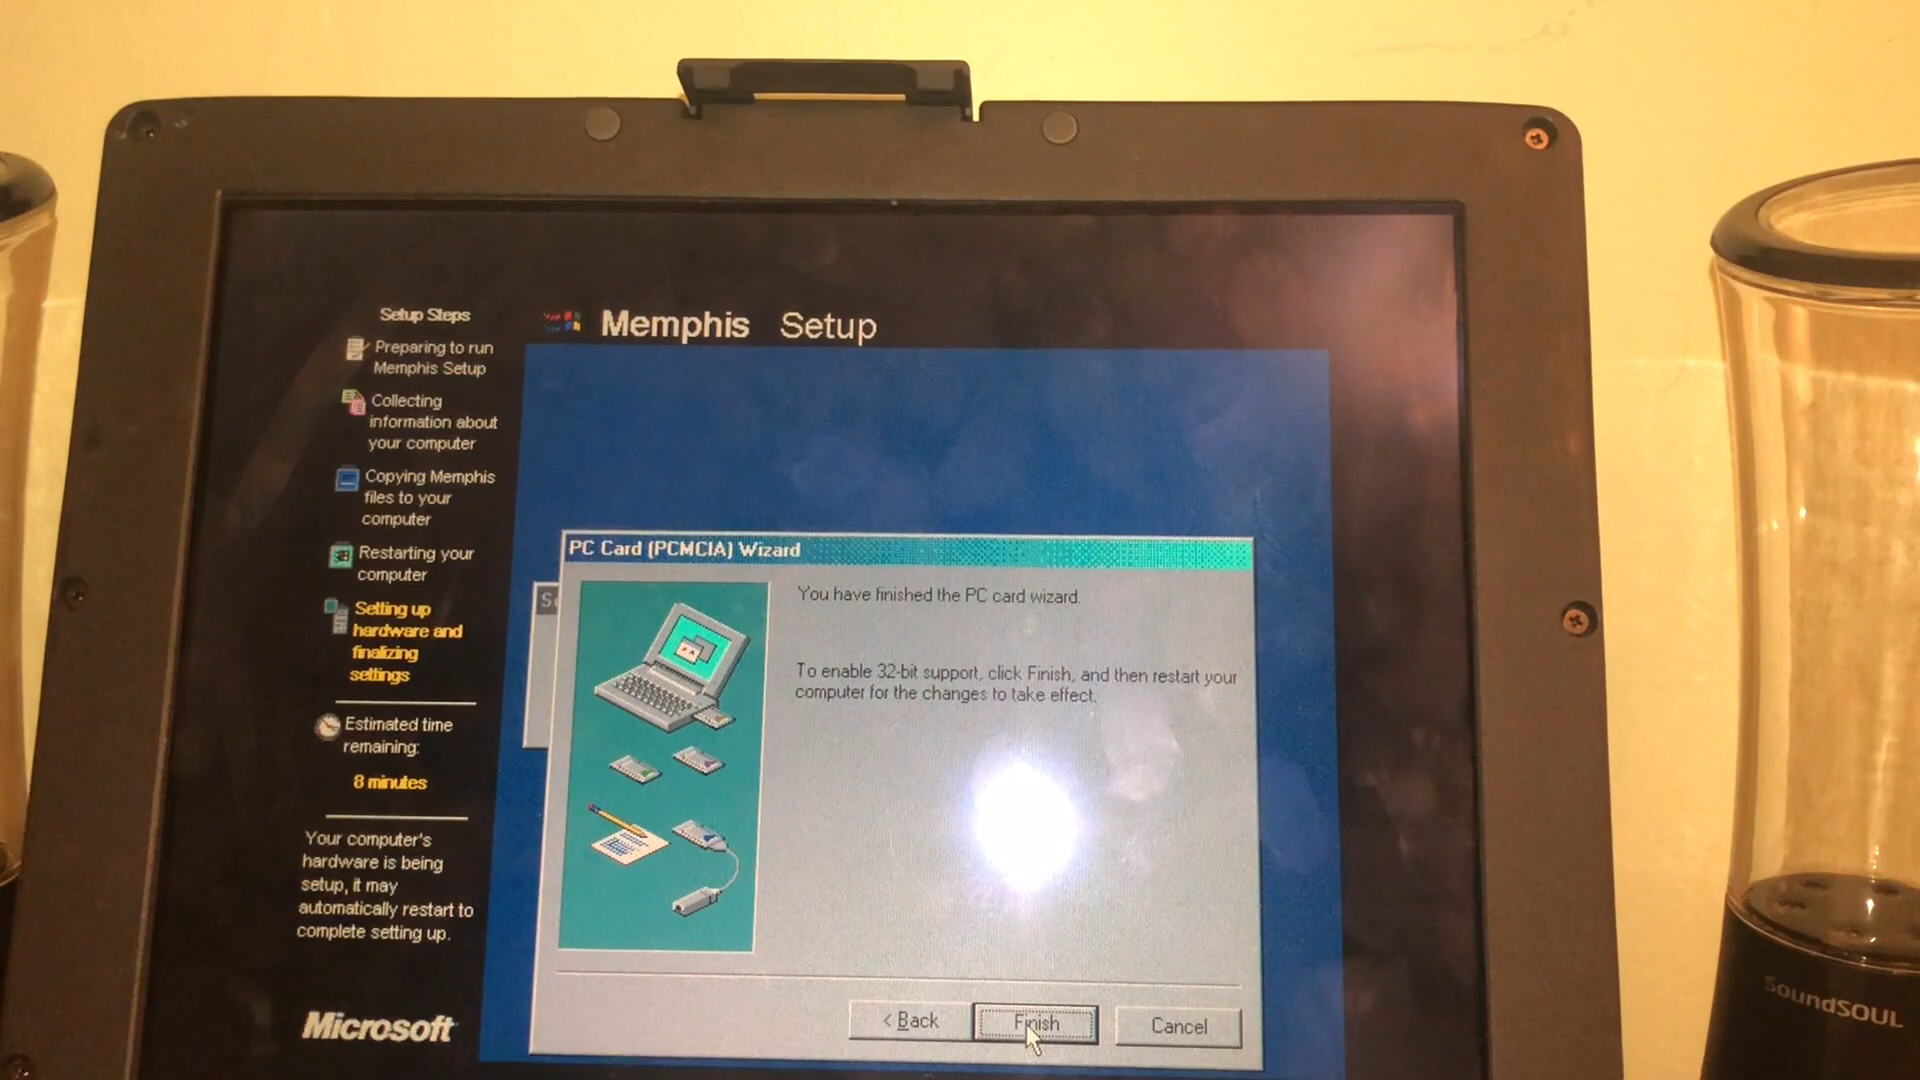 Setup Steps
Preparing to run
Memphis Setup
Collecting
information about
your computer
Copying Memphis
files to your
computer
Restarting your
computer
Setting up
hardware and
finalizing
settings
Estimated time
remaining:
8 minutes
Your computer's
hardware is being
setup, it may
automatically restart to
complete setting up.
Microsoft
Memphis Setup
PC Card (PCMCIA) Wizard
You have finished the PC card wizard.
To enable 32-bit support, click Finish, and then restart your
computer for the changes to take effect.
< Back
Finish
Cancel
SoundSOUL